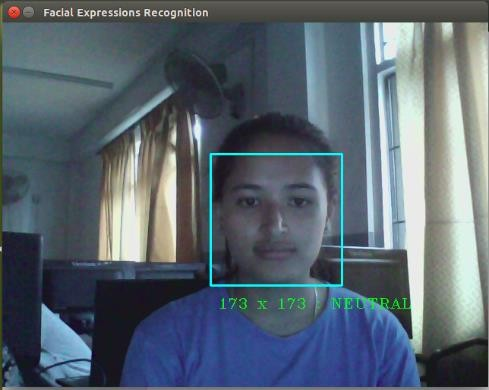 Facial Expressions Recognition
173 x 173 : NEUTRAL